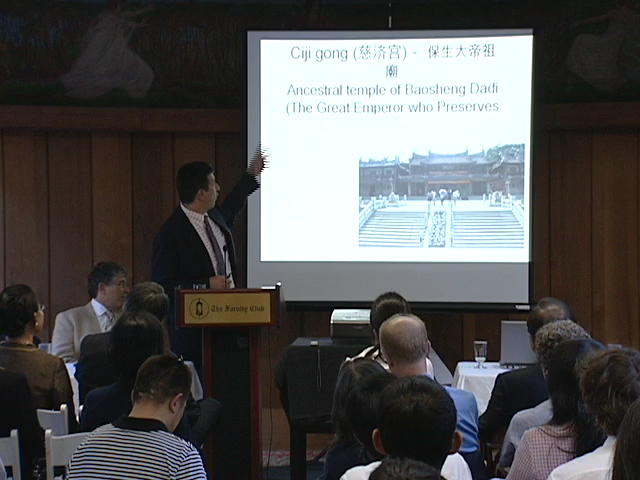 Ciji gong (慈济宫) - 保生大帝祖
廟
Ancestral temple of Baosheng Dadi
(The Great Emperor who Preserves
The Faculty Club